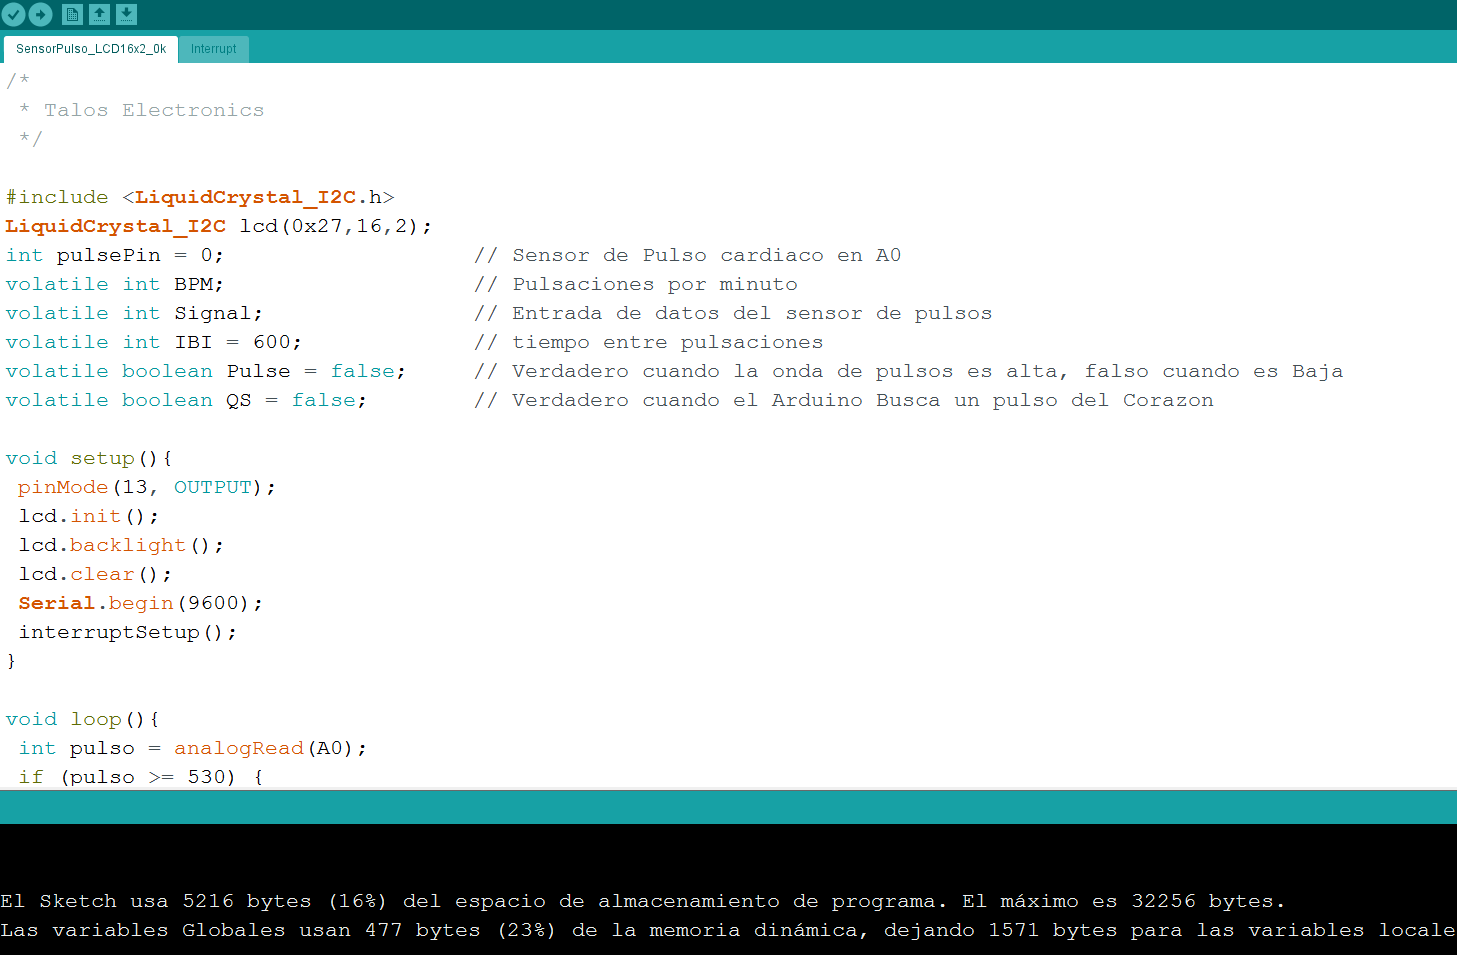 SensorPulso_LCD16x2_0k Interrupt
/*
 * Talos Electronics
 */
#include <LiquidCrystal_I2C.h>
LiquidCrystal_I2C lcd(0x27,16,2);
int pulsePin = 0; // Sensor de Pulso cardiaco en A0
volatile int BPM; // Pulsaciones por minuto
volatile int Signal; // Entrada de datos del sensor de pulsos
volatile int IBI = 600; // tiempo entre pulsaciones
volatile boolean Pulse = false; // Verdadero cuando la onda de pulsos es alta, falso cuando es Baja
volatile boolean QS = false; // Verdadero cuando el Arduino Busca un pulso del Corazon
void setup(){
 pinMode(13, OUTPUT);
 lcd.init();
 lcd.backlight();
 lcd.clear();
 Serial.begin(9600);
 interruptSetup();
}
void loop(){
 int pulso = analogRead(A0);
 if (pulso >= 530) {
El Sketch usa 5216 bytes (16%) del espacio de almacenamiento de programa. El máximo es 32256 bytes.
Las variables Globales usan 477 bytes (23%) de la memoria dinámica, dejando 1571 bytes para las variables locale